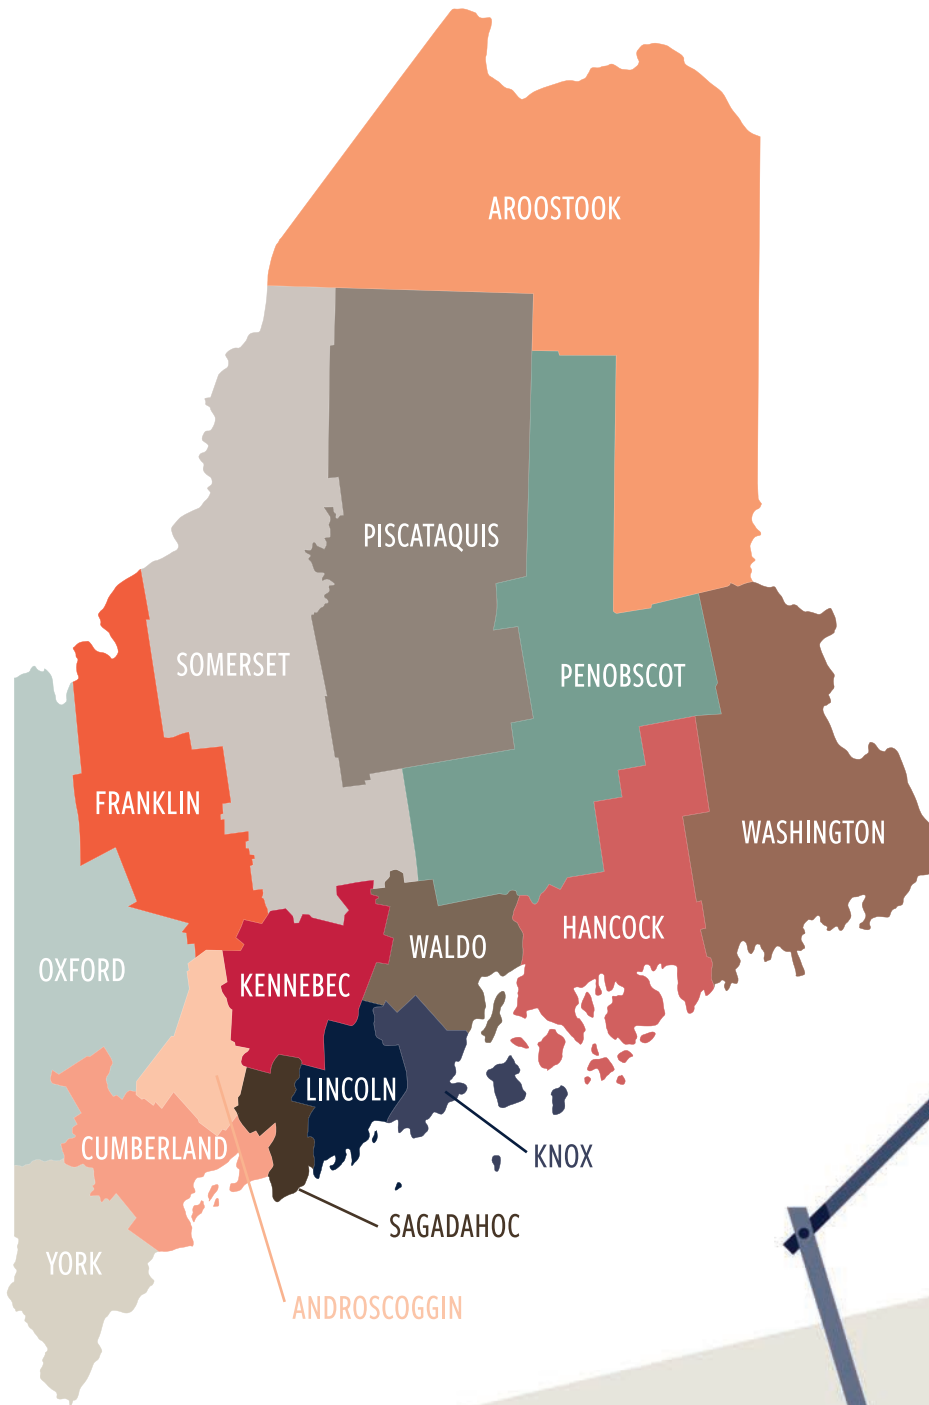 AROOSTOOK
PISCATAQUIS
SOMERSET
PENOBSCOT
FRANKLIN
WASHINGTON
HANCOCK
WALDO
OXFORD
KENNEBEC
LINCOLN
CUMBERLAND
KNOX
SAGADAHOC
YORK
ANDROSCOGGIN